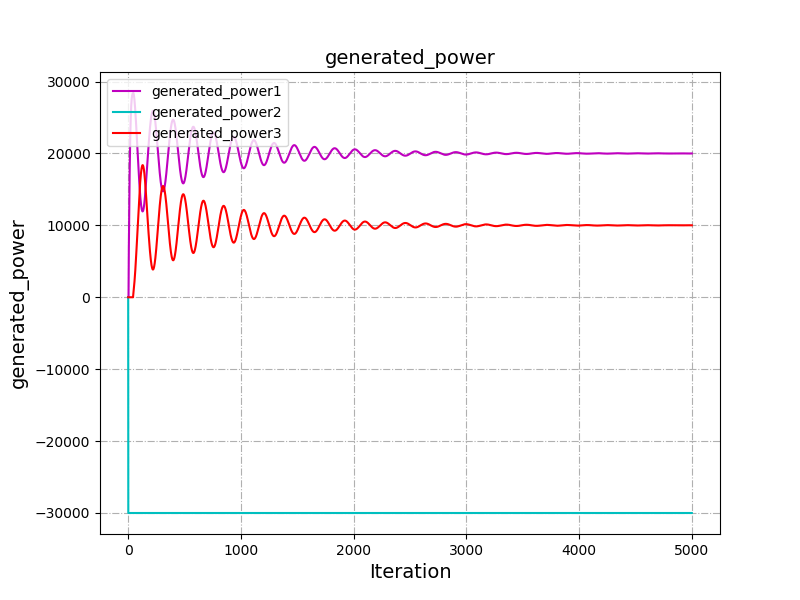 generated_power
30000
20000
10000
0
−10000
−20000
−30000
generated_power
generated_power1
generated_power2
generated_power3
0
1000
2000
3000
4000
5000
Iteration